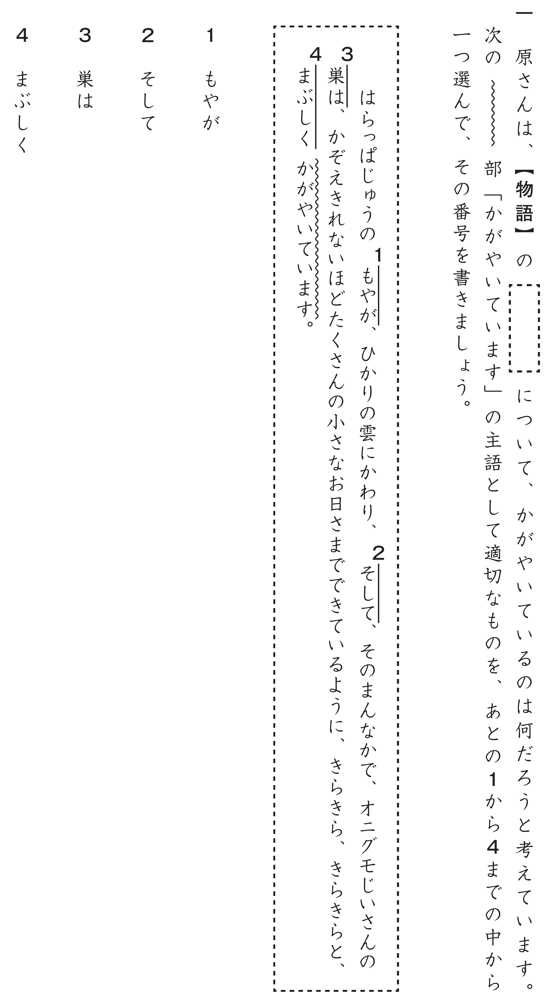 一　原さんは、【物語】の　　　　について、かがやいているのは何だろうと考えています。
次の　　　部「かがやいています」の主語として適切なものを、あとの1から4までの中から
一つ選んで、その番号を書きましょう。
はらっぱじゅうの 1もやが、ひかりの雲にかわり、 2そして、そのまんなかで、オニグモじいさんの
3巣は、かぞえきれないほどたくさんの小さなお日さまでできているように、きらきら、きらきらと、
4まぶしく かがやいています。
1　もやが
2　そして
3　巣は
4　まぶしく